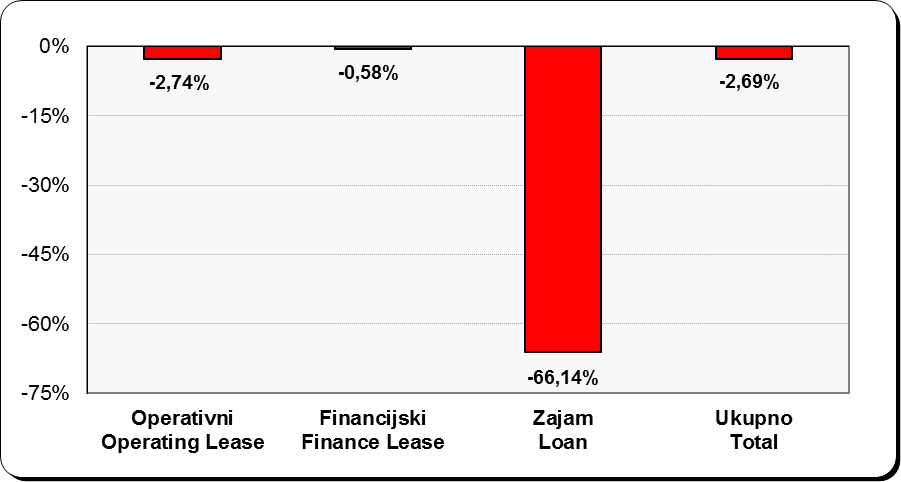 0%
-15%
-30%
-45%
-60%
-75%
-2,74%
-0,58%
-66,14%
-2,69%
Operativni
Operating Lease
Financijski
Finance Lease
Zajam
Loan
Ukupno
Total